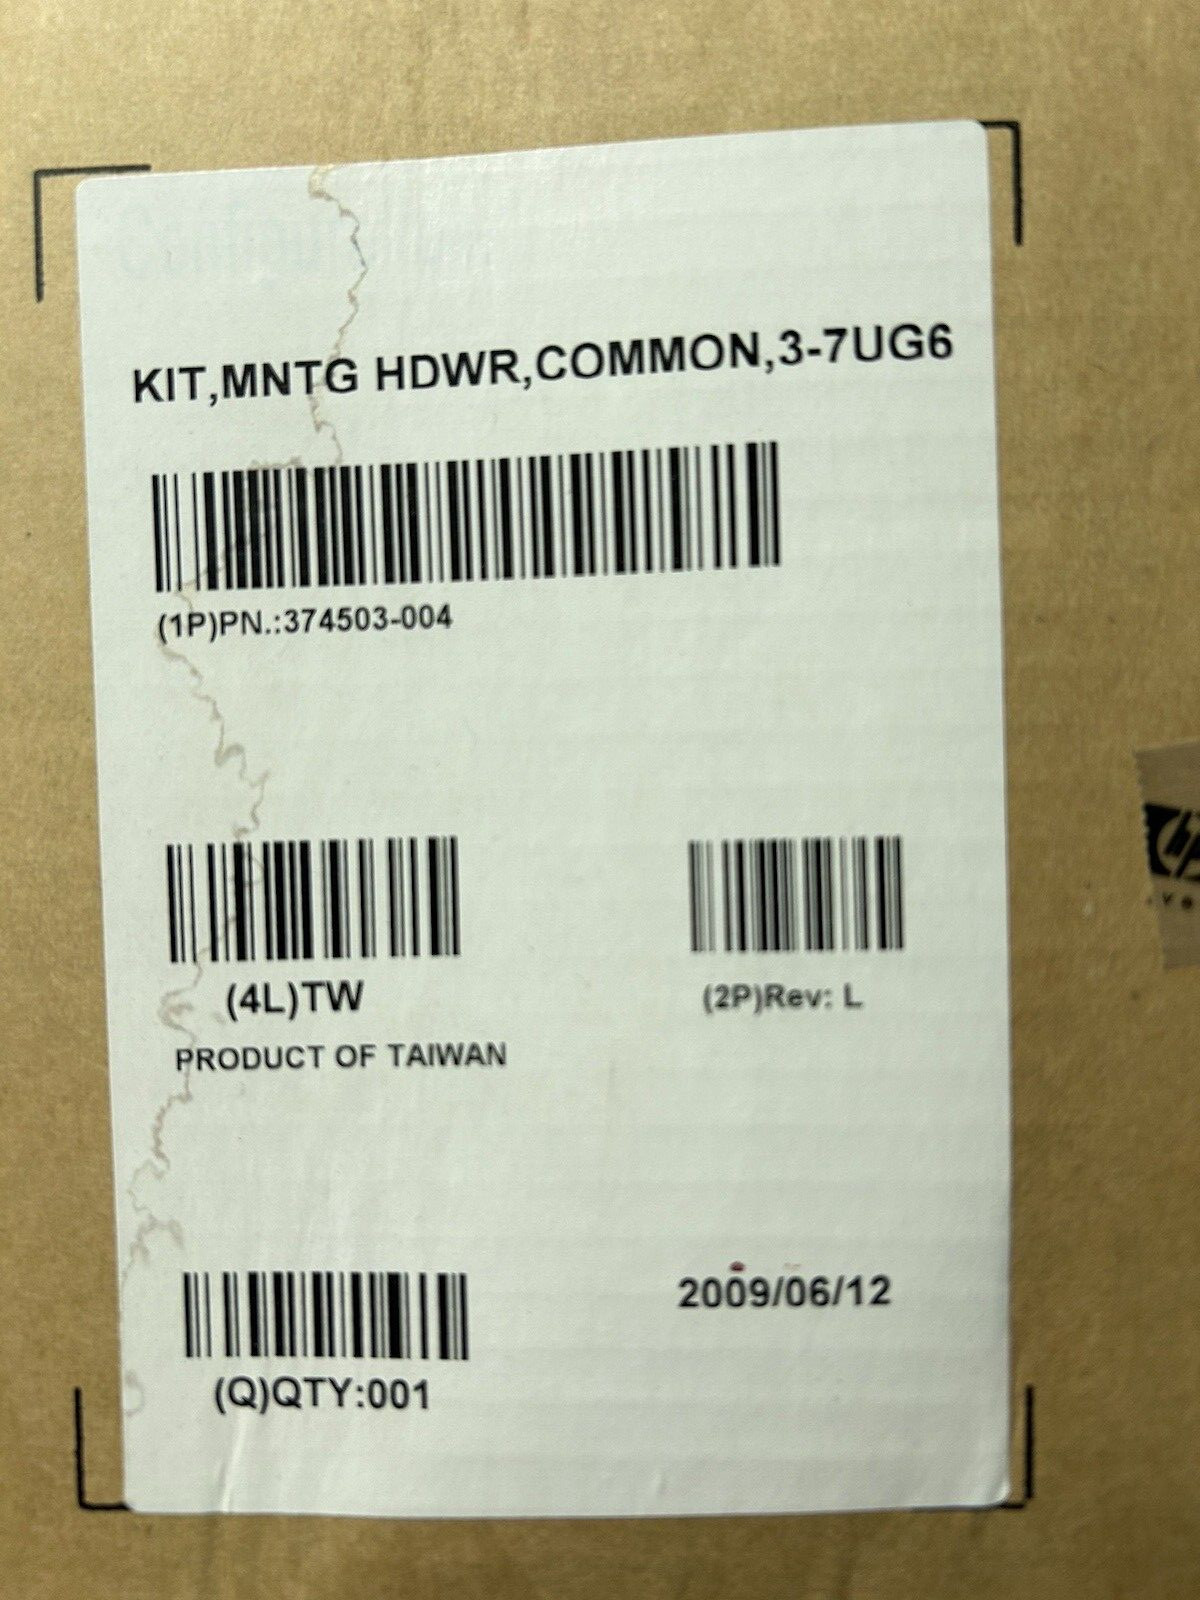 KIT,MNTG HDWR,COMMON,3-7UG6
(1P)PN.:374503-004
(4L)TW
(2P)Rev: L
PRODUCT OF TAIWAN
2009/06/12
(Q)QTY:001
hp